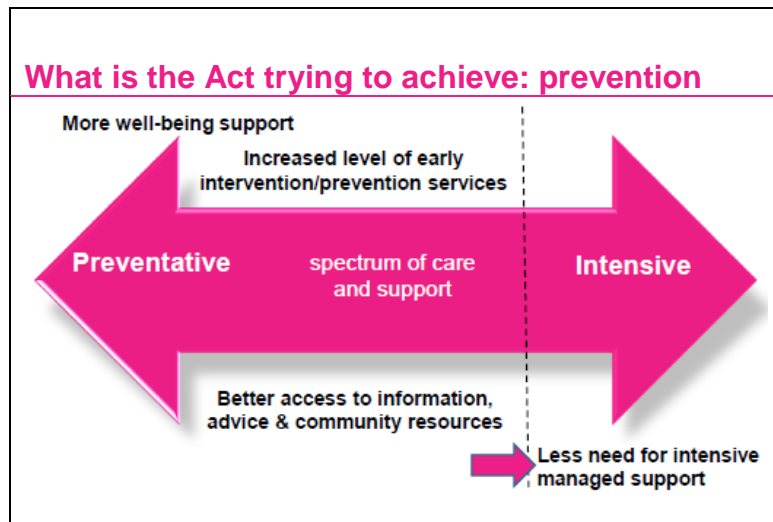 What is the Act trying to achieve: prevention
More well-being support
Increased level of early
intervention/prevention services
Preventative
spectrum of care
and support
Intensive
Better access to information,
advice & community resources
Less need for intensive
managed support